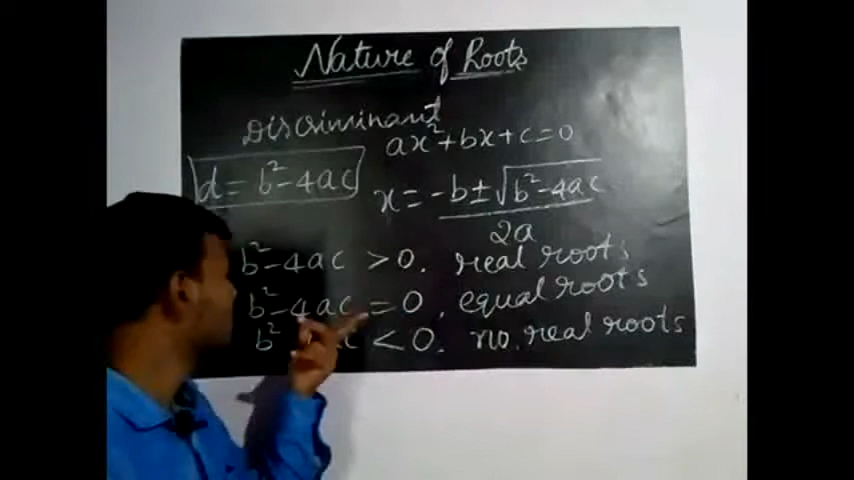 Nature of Roots
Discriminant
ax²+bx+c=0
d = b²-4ac
x = -b±√b²-4ac
2a
b²-4ac > 0. real roots
b²-4ac = 0, equal roots
b² ac < 0. no. real roots